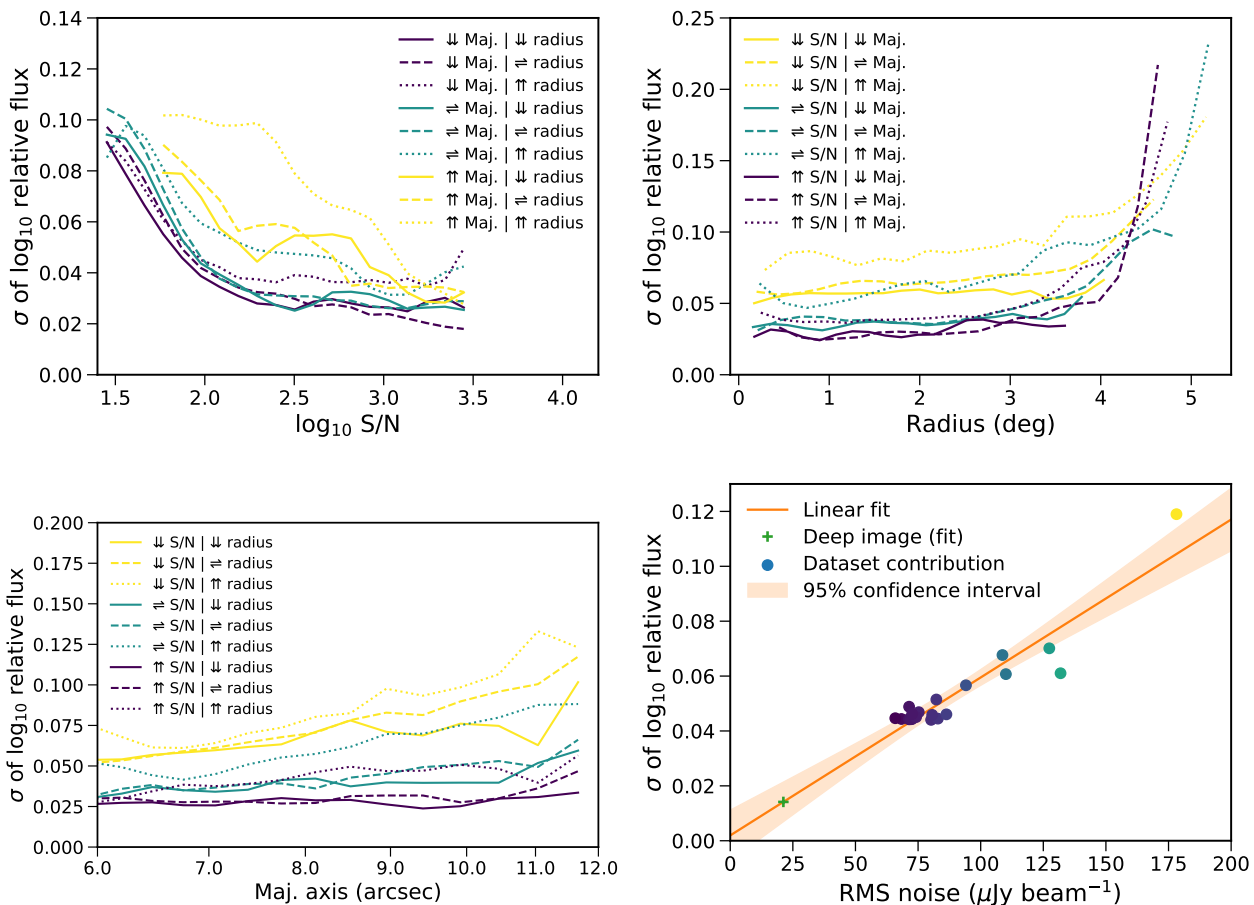 0.14
0.12
0.10
0.08
0.06
0.04
0.02
0.00
σ of log₁₀ relative flux
⇊ Maj. | ⇊ radius
⇊ Maj. | ⇌ radius
⇊ Maj. | ⇈ radius
⇌ Maj. | ⇊ radius
⇌ Maj. | ⇌ radius
⇌ Maj. | ⇈ radius
⇈ Maj. | ⇊ radius
⇈ Maj. | ⇌ radius
⇈ Maj. | ⇈ radius
1.5 2.0 2.5 3.0 3.5 4.0
log₁₀ S/N
0.25
0.20
0.15
0.10
0.05
0.00
σ of log₁₀ relative flux
⇊ S/N | ⇊ Maj.
⇊ S/N | ⇌ Maj.
⇊ S/N | ⇈ Maj.
⇌ S/N | ⇊ Maj.
⇌ S/N | ⇌ Maj.
⇌ S/N | ⇈ Maj.
⇈ S/N | ⇊ Maj.
⇈ S/N | ⇌ Maj.
⇈ S/N | ⇈ Maj.
0 1 2 3 4 5
Radius (deg)
0.200
0.175
0.150
0.125
0.100
0.075
0.050
0.025
0.000
σ of log₁₀ relative flux
⇊ S/N | ⇊ radius
⇊ S/N | ⇌ radius
⇊ S/N | ⇈ radius
⇌ S/N | ⇊ radius
⇌ S/N | ⇌ radius
⇌ S/N | ⇈ radius
⇈ S/N | ⇊ radius
⇈ S/N | ⇌ radius
⇈ S/N | ⇈ radius
6.0 7.0 8.0 9.0 10.0 11.0 12.0
Maj. axis (arcsec)
0.12
0.10
0.08
0.06
0.04
0.02
0.00
σ of log₁₀ relative flux
Linear fit
Deep image (fit)
Dataset contribution
95% confidence interval
0 25 50 75 100 125 150 175 200
RMS noise (μJy beam⁻¹)